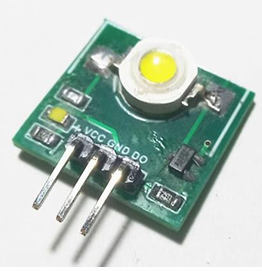 + VCC GND DO